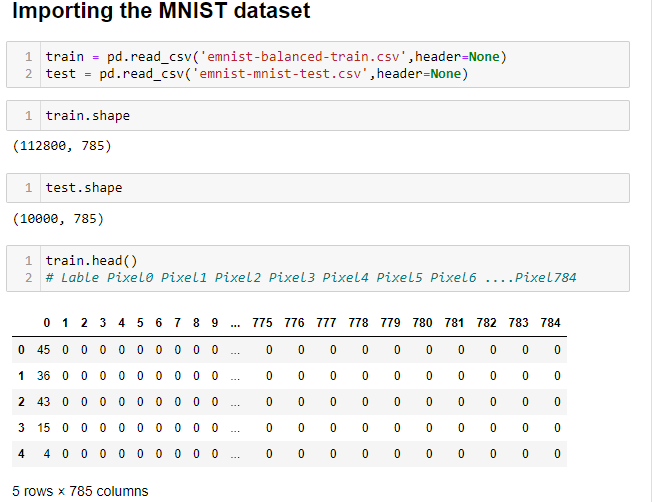 Importing the MNIST dataset
1 train = pd.read_csv('emnist-balanced-train.csv',header=None)
2 test = pd.read_csv('emnist-mnist-test.csv',header=None)
1 train.shape
(112800, 785)
1 test.shape
(10000, 785)
1 train.head()
2 # Lable Pixel0 Pixel1 Pixel2 Pixel3 Pixel4 Pixel5 Pixel6 ....Pixel784
0 1 2 3 4 5 6 7 8 9 ... 775 776 777 778 779 780 781 782 783 784
0 45 0 0 0 0 0 0 0 0 0 ... 0 0 0 0 0 0 0 0 0 0
1 36 0 0 0 0 0 0 0 0 0 ... 0 0 0 0 0 0 0 0 0 0
2 43 0 0 0 0 0 0 0 0 0 ... 0 0 0 0 0 0 0 0 0 0
3 15 0 0 0 0 0 0 0 0 0 ... 0 0 0 0 0 0 0 0 0 0
4 4 0 0 0 0 0 0 0 0 0 ... 0 0 0 0 0 0 0 0 0 0
5 rows × 785 columns